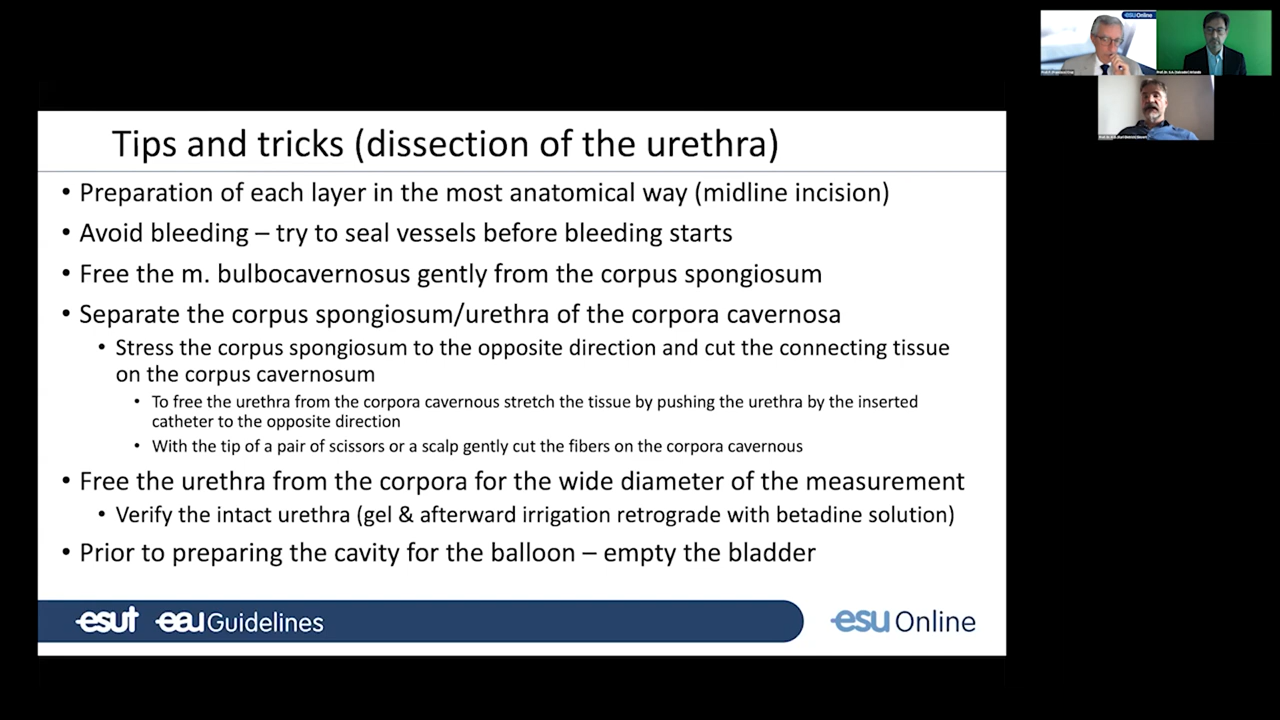 esu Online
Tips and tricks (dissection of the urethra)
• Preparation of each layer in the most anatomical way (midline incision)
• Avoid bleeding – try to seal vessels before bleeding starts
• Free the m. bulbocavernosus gently from the corpus spongiosum
• Separate the corpus spongiosum/urethra of the corpora cavernosa
• Stress the corpus spongiosum to the opposite direction and cut the connecting tissue
on the corpus cavernosum
• To free the urethra from the corpora cavernous stretch the tissue by pushing the urethra by the inserted
catheter to the opposite direction
• With the tip of a pair of scissors or a scalp gently cut the fibers on the corpora cavernous
• Free the urethra from the corpora for the wide diameter of the measurement
• Verify the intact urethra (gel & afterward irrigation retrograde with betadine solution)
• Prior to preparing the cavity for the balloon – empty the bladder
esut eau Guidelines
esu Online